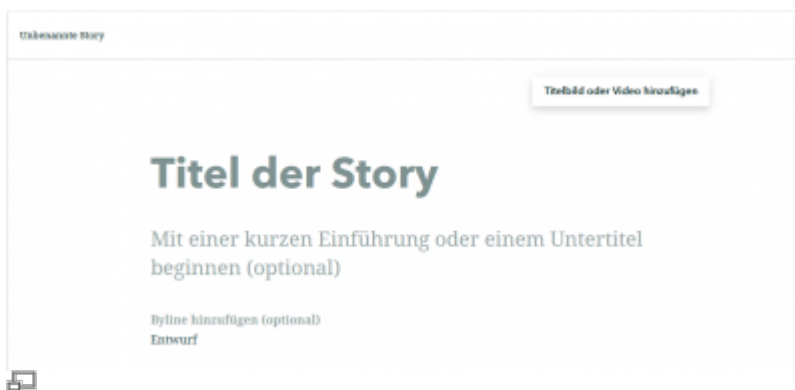 Unbenannte Story
Titelbild oder Video hinzufügen
Titel der Story
Mit einer kurzen Einführung oder einem Untertitel
beginnen (optional)
Byline hinzufügen (optional)
Entwurf